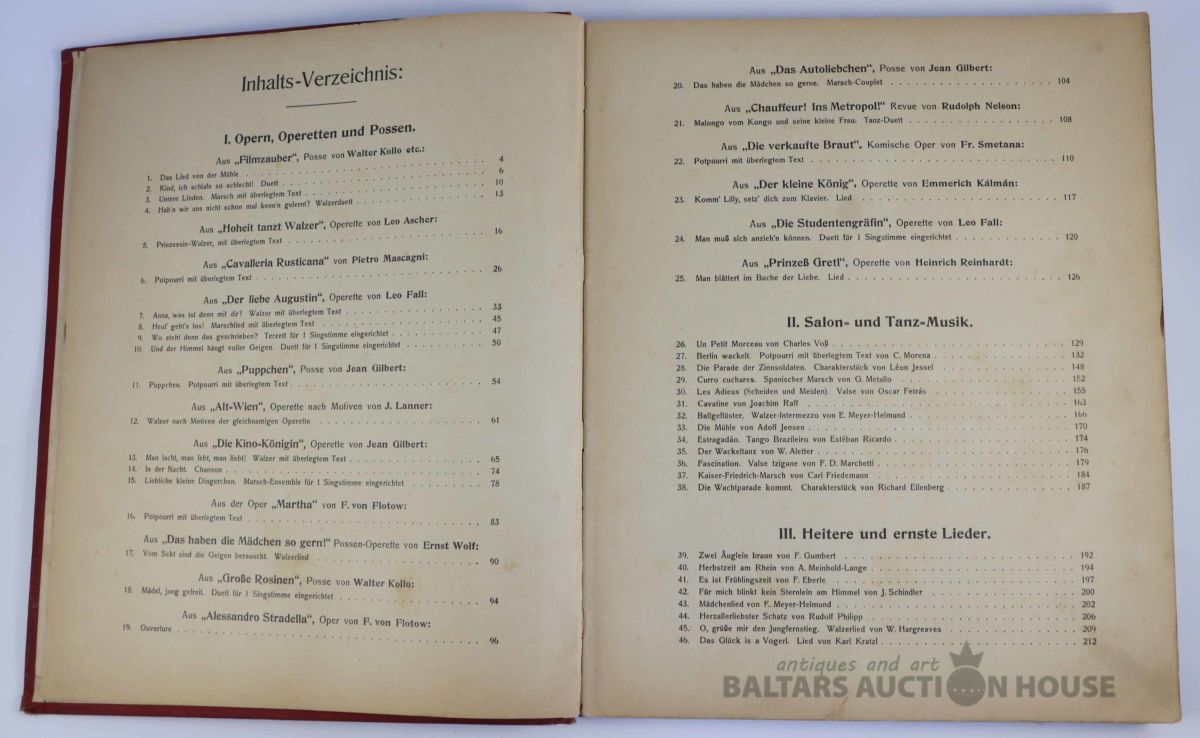 Inhalts-Verzeichnis:
I. Opern, Operetten und Possen.
Aus „Filmzauber“, Posse von Walter Kollo etc.:
1. Das Lied von der Mühle 4
2. Kind, ich schlafe so schlecht! Duett 6
3. Untern Linden. Marsch mit überlegtem Text 10
4. Hab'n wir uns nicht schon mal kenn'n gelernt? Walzerduett 13
Aus „Hoheit tanzt Walzer“, Operette von Leo Ascher:
5. Prinzessin-Walzer, mit überlegtem Text 16
Aus „Cavalleria Rusticana“ von Pietro Mascagni:
6. Potpourri mit überlegtem Text 26
Aus „Der liebe Augustin“, Operette von Leo Fall:
7. Anna, was ist denn mit dir? Walzer mit überlegtem Text 33
8. Heut' geht's los! Marschlied mit überlegtem Text 45
9. Wo steht denn das geschrieben? Terzett für 1 Singstimme eingerichtet 47
10. Und der Himmel hängt voller Geigen. Duett für 1 Singstimme eingerichtet 50
Aus „Puppchen“, Posse von Jean Gilbert:
11. Puppchen. Potpourri mit überlegtem Text 54
Aus „Alt-Wien“, Operette nach Motiven von J. Lanner:
12. Walzer nach Motiven der gleichnamigen Operette 61
Aus „Die Kino-Königin“, Operette von Jean Gilbert:
13. Man lacht, man lebt, man liebt! Walzer mit überlegtem Text 65
14. In der Nacht. Chanson 74
15. Liebliche kleine Dingerchen. Marsch-Ensemble für 1 Singstimme eingerichtet 78
Aus der Oper „Martha“ von F. von Flotow:
16. Potpourri mit überlegtem Text 83
Aus „Das haben die Mädchen so gern!“ Possen-Operette von Ernst Wolf:
17. Vom Sekt sind die Geigen berauscht. Walzerlied 90
Aus „Große Rosinen“, Posse von Walter Kollo:
18. Mädel, jung gefreit. Duett für 1 Singstimme eingerichtet 94
Aus „Alessandro Stradella“, Oper von F. von Flotow:
19. Ouverture 96
Aus „Das Autoliebchen“, Posse von Jean Gilbert:
20. Das haben die Mädchen so gerne. Marsch-Couplet 104
Aus „Chauffeur! Ins Metropol!“ Revue von Rudolph Nelson:
21. Malongo vom Kongo und seine kleine Frau. Tanz-Duett 108
Aus „Die verkaufte Braut“. Komische Oper von Fr. Smetana:
22. Potpourri mit überlegtem Text 110
Aus „Der kleine König“, Operette von Emmerich Kálmán:
23. Komm' Lilly, setz' dich zum Klavier. Lied 117
Aus „Die Studentengräfin“, Operette von Leo Fall:
24. Man muß sich anzieh'n können. Duett für 1 Singstimme eingerichtet 120
Aus „Prinzeß Gretl“, Operette von Heinrich Reinhardt:
25. Man blättert im Buche der Liebe. Lied 126
II. Salon- und Tanz-Musik.
26. Un Petit Morceau von Charles Voß 129
27. Berlin wackelt. Potpourri mit überlegtem Text von C. Morena 132
28. Die Parade der Zinnsoldaten. Charakterstück von Léon Jessel 148
29. Curro cuchares. Spanischer Marsch von G. Metallo 152
30. Les Adieux (Scheiden und Meiden). Valse von Oscar Fetrás 155
31. Cavatine von Joachim Raff 163
32. Ballgeflüster. Walzer-Intermezzo von E. Meyer-Helmund 166
33. Die Mühle von Adolf Jensen 170
34. Estragadão. Tango Brazileiro von Estéban Ricardo 174
35. Der Wackeltanz von W. Aletter 176
36. Fascination. Valse tzigane von F. D. Marchetti 179
37. Kaiser-Friedrich-Marsch von Carl Friedemann 184
38. Die Wachtparade kommt. Charakterstück von Richard Eilenberg 187
III. Heitere und ernste Lieder.
39. Zwei Äuglein braun von F. Gumbert 192
40. Herbstzeit am Rhein von A. Meinhold-Lange 194
41. Es ist Frühlingszeit von F. Eberle 197
42. Für mich blinkt kein Sternlein am Himmel von J. Schindler 200
43. Mädchenlied von E. Meyer-Helmund 202
44. Herzallerliebster Schatz von Rudolf Philipp 206
45. O, grüße mir den Jungfernstieg. Walzerlied von W. Hargreaves 209
46. Das Glück is a Vogerl. Lied von Karl Kratzl 212
antiques and art
BALTARS AUCTION HOUSE